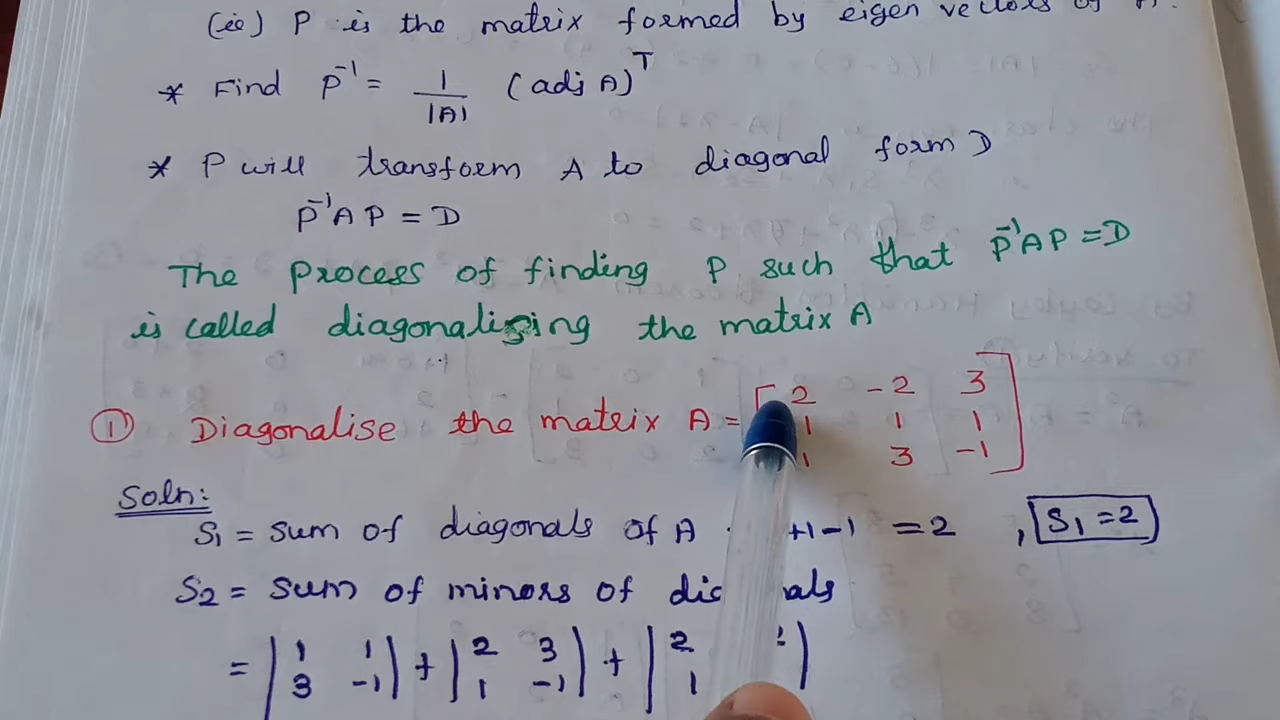 (ii) P is the matrix formed by eigen vectors of A.
* Find P⁻¹ = 1/|A| (adj A)ᵀ
* P will transform A to diagonal form D
P⁻¹AP = D
The process of finding P such that P⁻¹AP = D
is called diagonalising the matrix A
① Diagonalise the matrix A = [2 -2 3
1 1 1
1 3 -1]
Soln:
S₁ = sum of diagonals of A +1-1 = 2 , S₁ = 2
S₂ = sum of minors of
= |1 1| + |2 3| + |2
|3 -1| |1 -1| |1